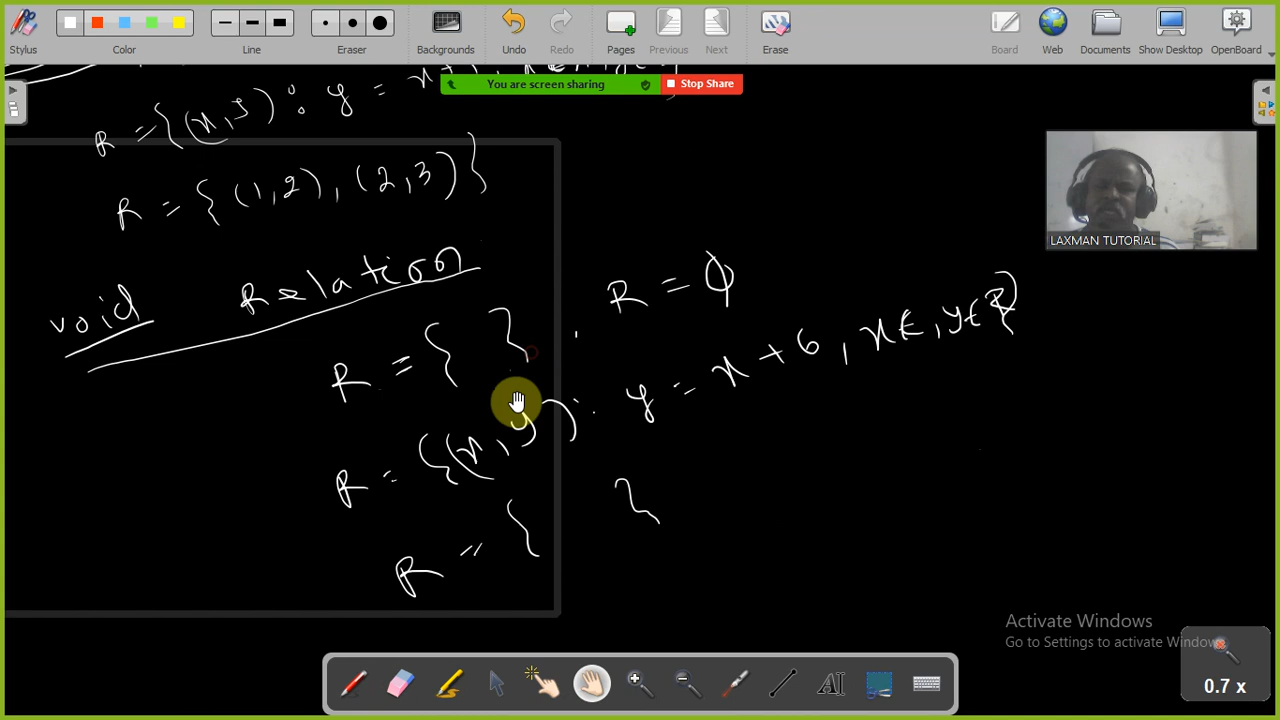 Stylus Color Line Eraser Backgrounds Undo Redo Pages Previous Next Erase Board Web Documents Show Desktop OpenBoard
You are screen sharing Stop Share
R = {(x,y) : y =
R = { (1,2), (2,3) }
LAXMAN TUTORIAL
void Relation
R = { } . R = ϕ
R = {(x,y) : y = x + 6, x∈, y∈R}
R = { }
Activate Windows
Go to Settings to activate Windows
0.7 x